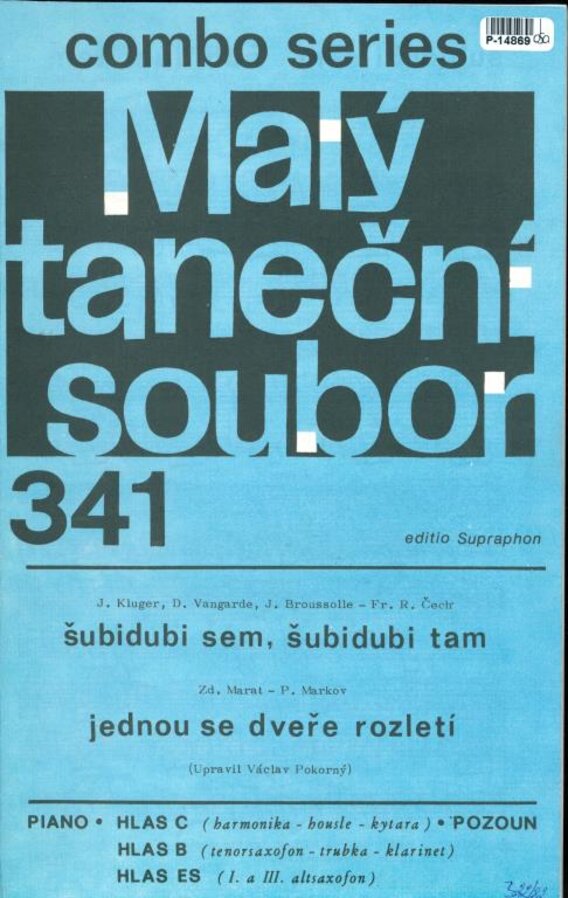 combo series
P-14869
Malý
taneční
soubor
341
editio Supraphon
J. Kluger, D. Vangarde, J. Broussolle - Fr. R. Čech
šubidubi sem, šubidubi tam
Zd. Marat - P. Markov
jednou se dveře rozletí
(Upravil Václav Pokorný)
PIANO • HLAS C (harmonika - housle - kytara) • POZOUN
HLAS B (tenorsaxofon - trubka - klarinet)
HLAS ES (I. a III. altsaxofon)